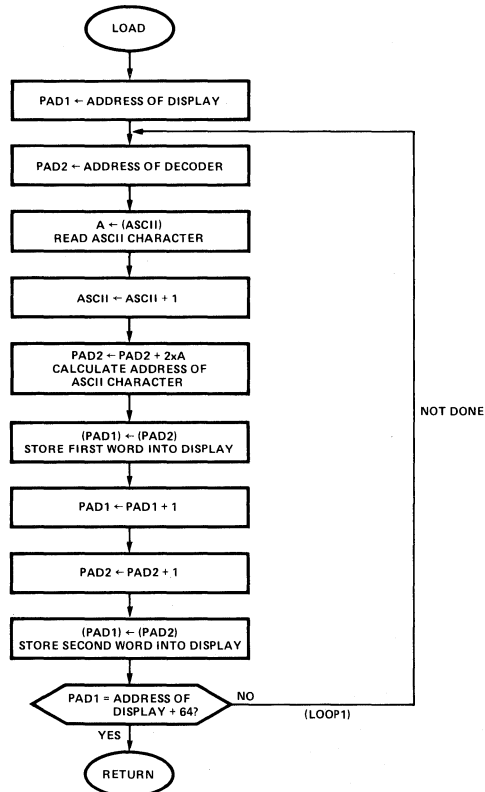 LOAD
PAD1 ← ADDRESS OF DISPLAY
PAD2 ← ADDRESS OF DECODER
A ← (ASCII)
READ ASCII CHARACTER
ASCII ← ASCII + 1
PAD2 ← PAD2 + 2xA
CALCULATE ADDRESS OF
ASCII CHARACTER
NOT DONE
(PAD1) ← (PAD2)
STORE FIRST WORD INTO DISPLAY
PAD1 ← PAD1 + 1
PAD2 ← PAD2 + 1
(PAD1) ← (PAD2)
STORE SECOND WORD INTO DISPLAY
PAD1 = ADDRESS OF
DISPLAY + 64?
NO
(LOOP1)
YES
RETURN